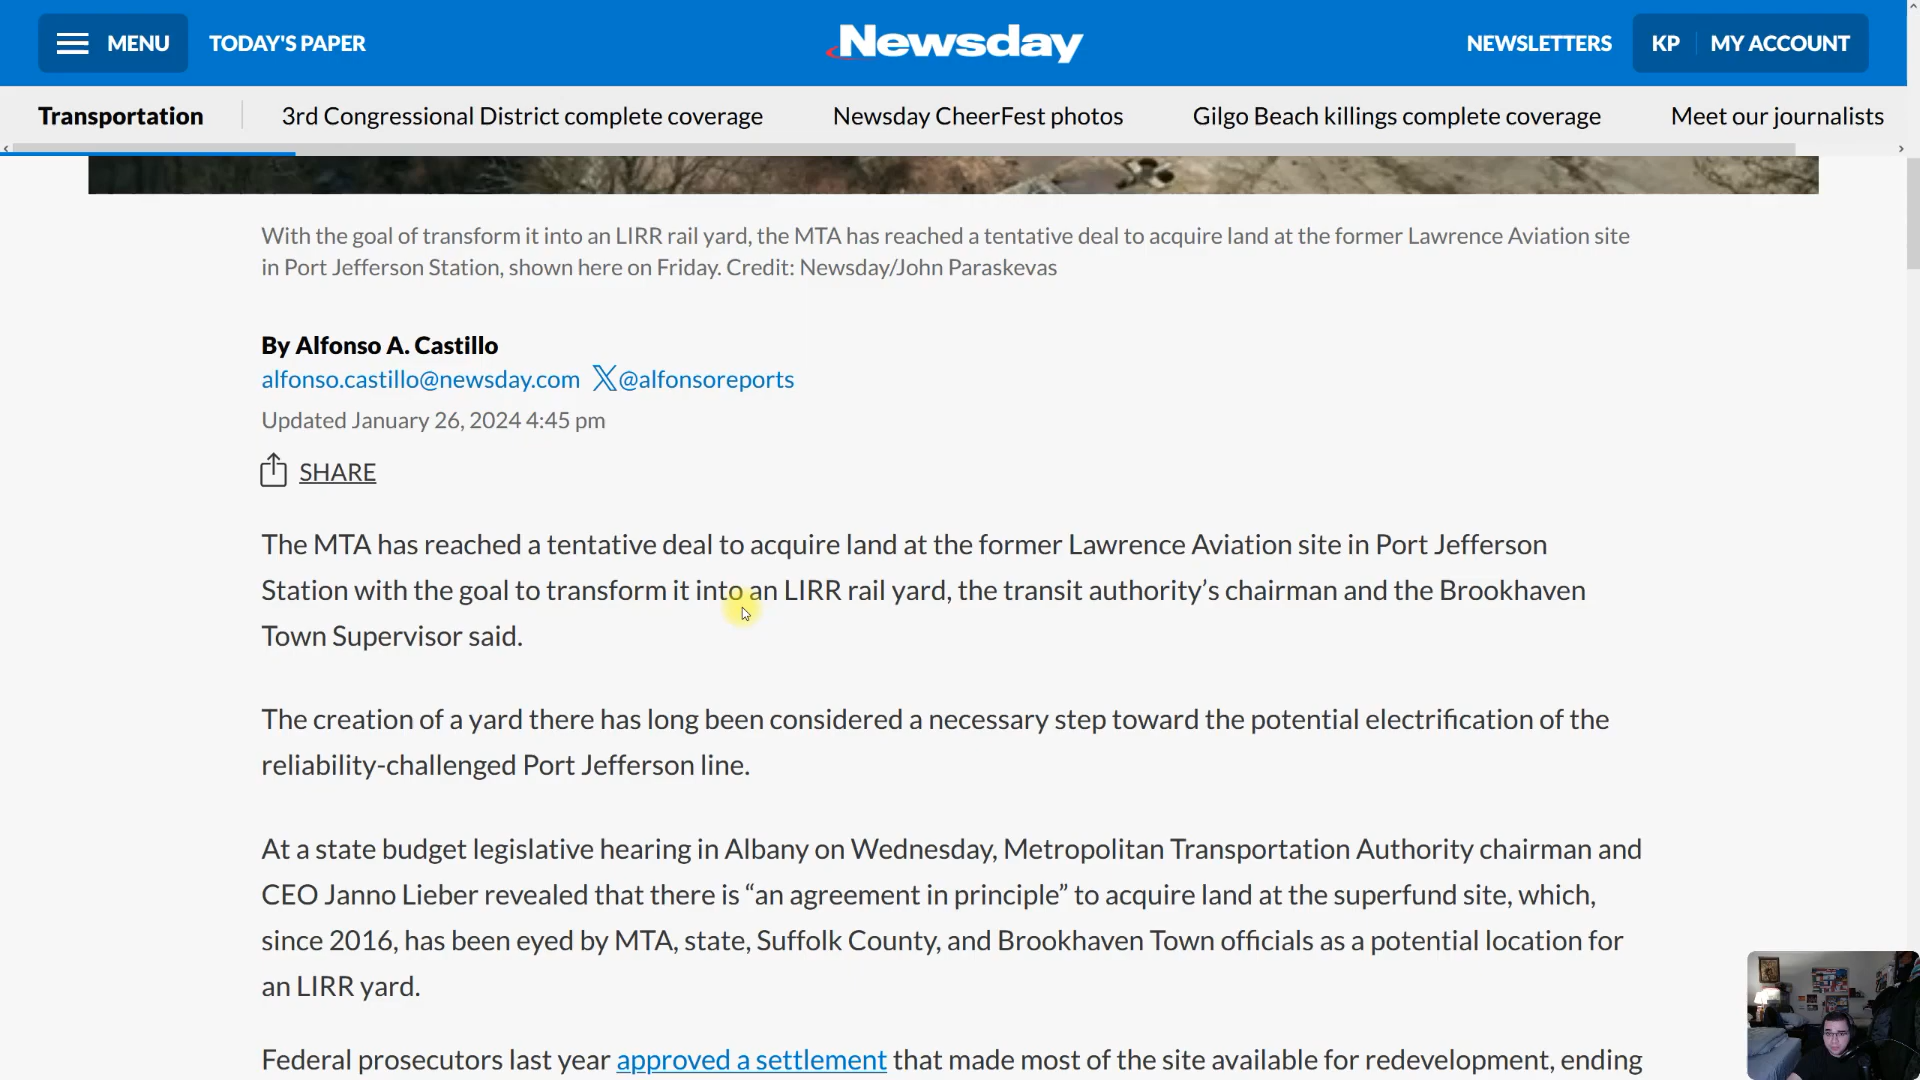 MENU TODAY'S PAPER Newsday NEWSLETTERS KP MY ACCOUNT
Transportation 3rd Congressional District complete coverage Newsday CheerFest photos Gilgo Beach killings complete coverage Meet our journalists
With the goal of transform it into an LIRR rail yard, the MTA has reached a tentative deal to acquire land at the former Lawrence Aviation site
in Port Jefferson Station, shown here on Friday. Credit: Newsday/John Paraskevas
By Alfonso A. Castillo
alfonso.castillo@newsday.com X@alfonsoreports
Updated January 26, 2024 4:45 pm
SHARE
The MTA has reached a tentative deal to acquire land at the former Lawrence Aviation site in Port Jefferson
Station with the goal to transform it into an LIRR rail yard, the transit authority’s chairman and the Brookhaven
Town Supervisor said.
The creation of a yard there has long been considered a necessary step toward the potential electrification of the
reliability-challenged Port Jefferson line.
At a state budget legislative hearing in Albany on Wednesday, Metropolitan Transportation Authority chairman and
CEO Janno Lieber revealed that there is “an agreement in principle” to acquire land at the superfund site, which,
since 2016, has been eyed by MTA, state, Suffolk County, and Brookhaven Town officials as a potential location for
an LIRR yard.
Federal prosecutors last year approved a settlement that made most of the site available for redevelopment, ending